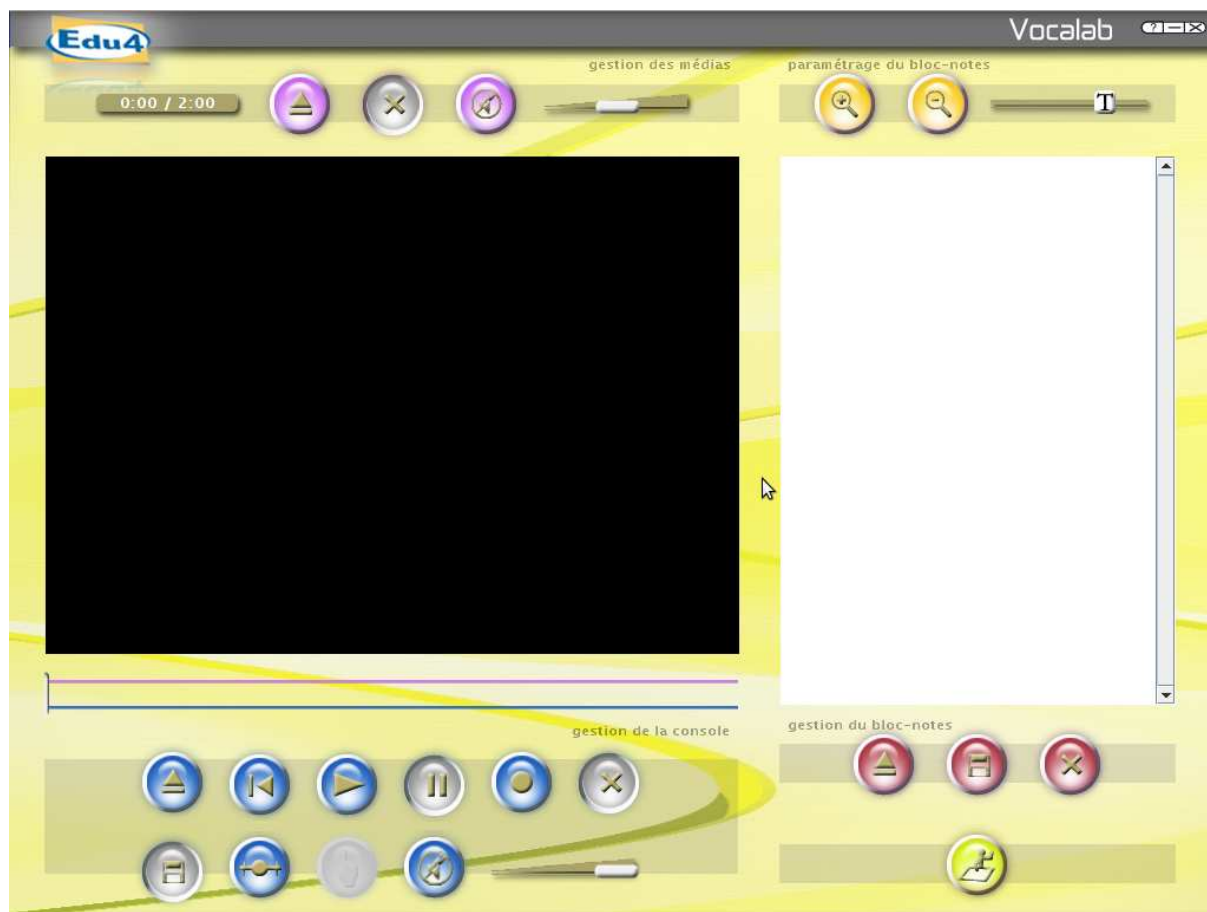 Edu4
Vocalab
gestion des médias
paramétrage du bloc-notes
0:00 / 2:00
T
gestion de la console
gestion du bloc-notes